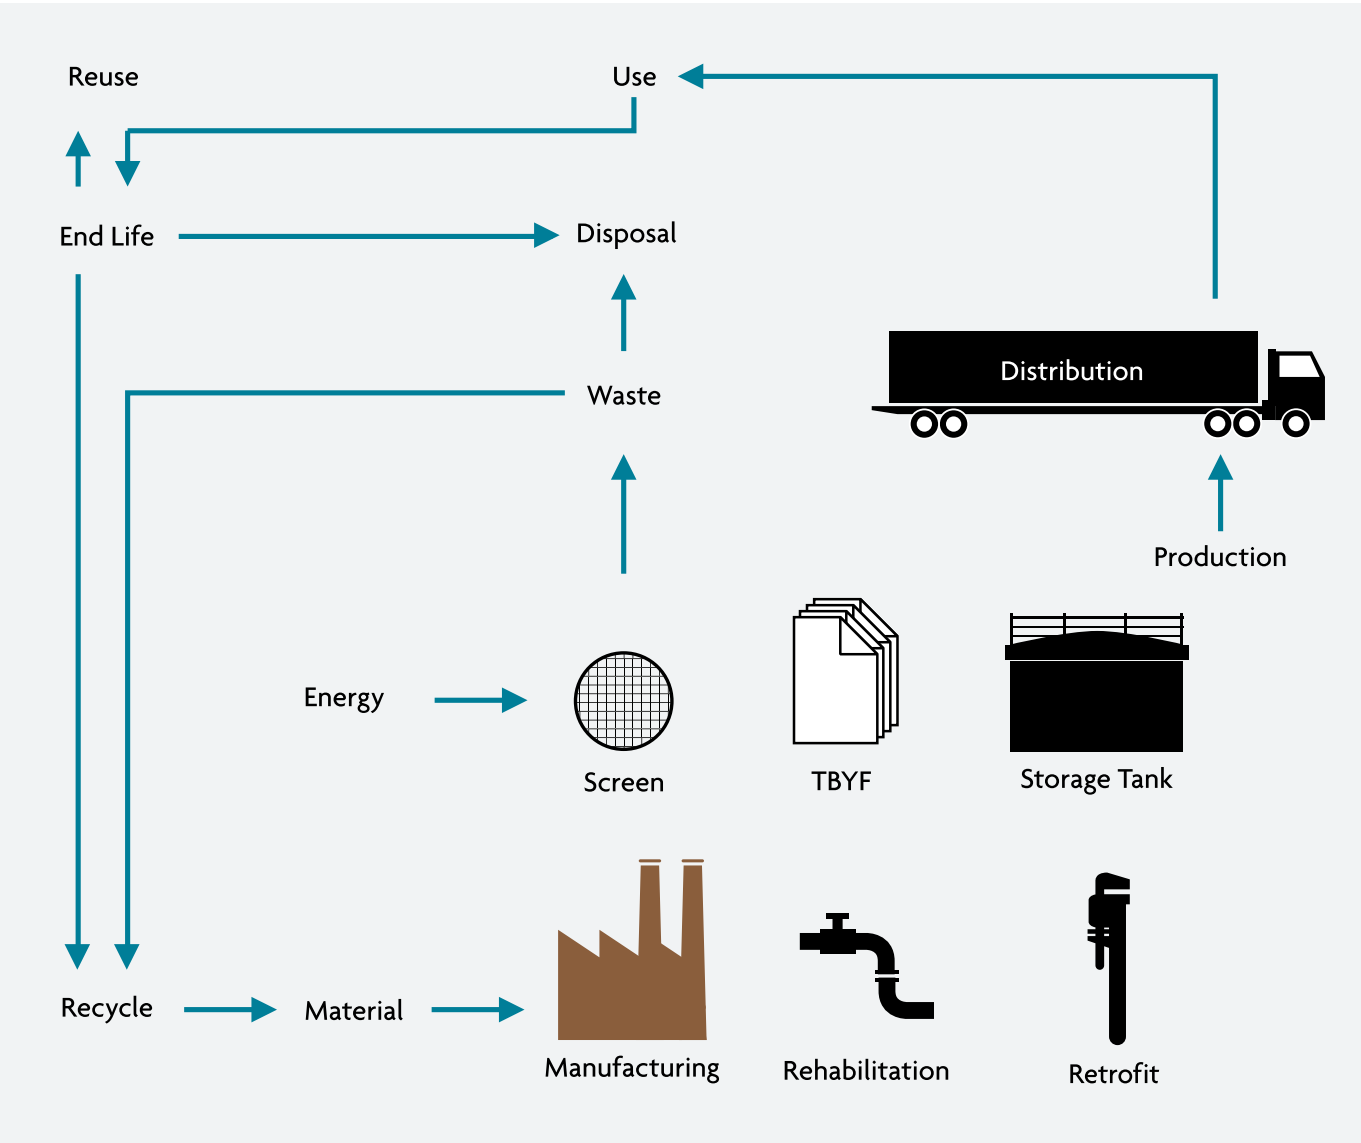 Reuse
Use
End Life
Disposal
Waste
Distribution
Production
Energy
Screen
TBYF
Storage Tank
Recycle
Material
Manufacturing
Rehabilitation
Retrofit